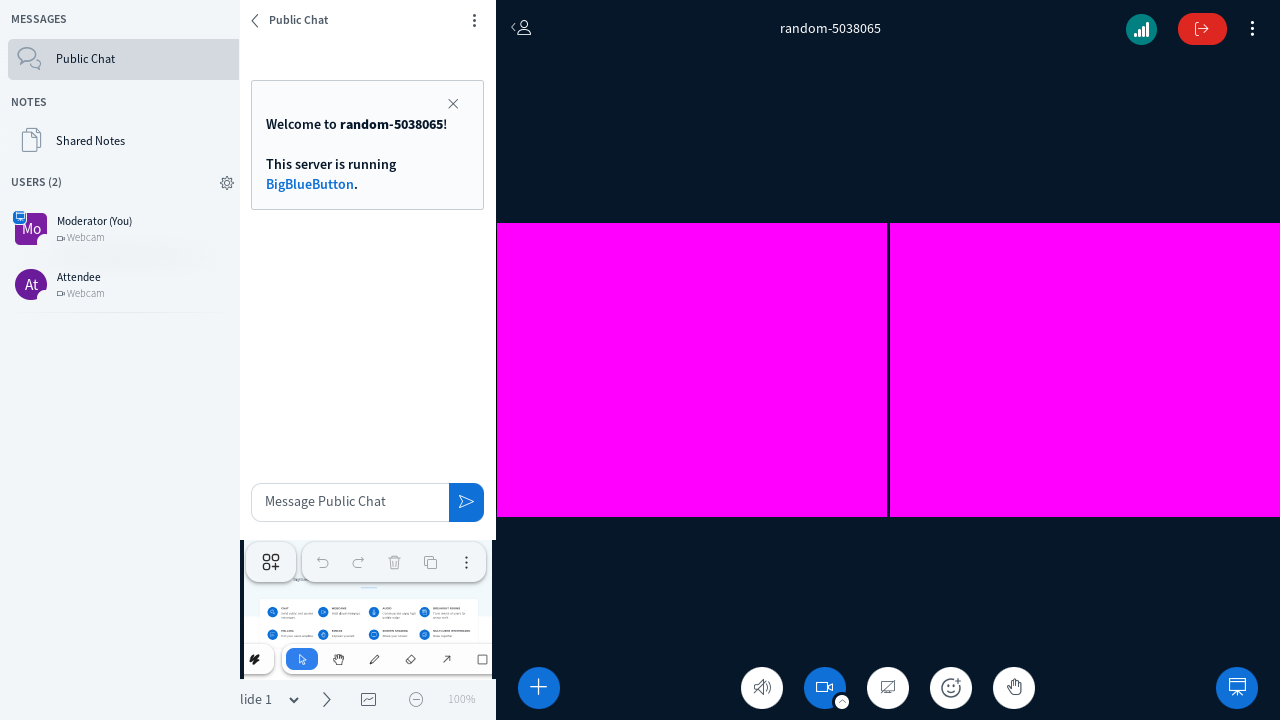 MESSAGES
Public Chat
NOTES
Shared Notes
USERS (2)
Mo
Moderator (You)
Webcam
At
Attendee
Webcam
Public Chat
Welcome to random-5038065!
This server is running
BigBlueButton.
Message Public Chat
lide 1
100%
random-5038065